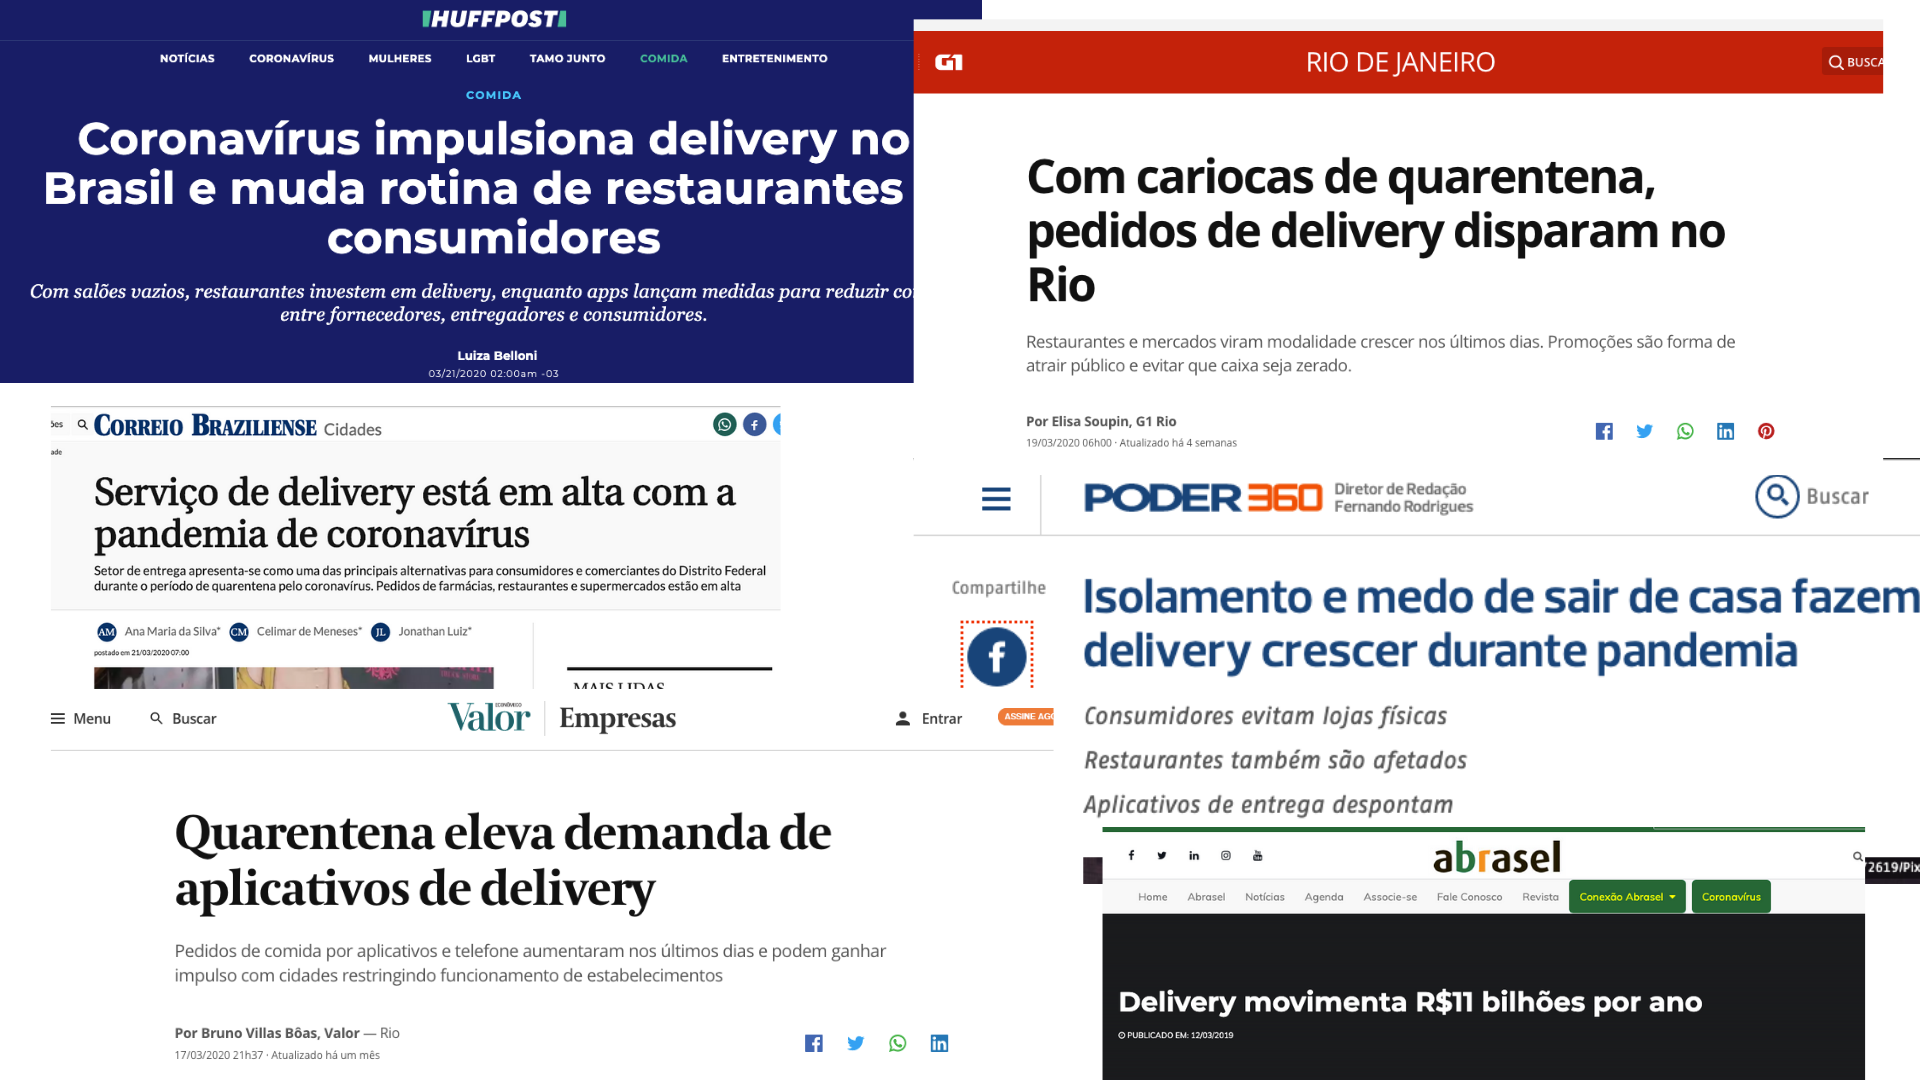 HUFFPOST
NOTÍCIAS CORONAVÍRUS MULHERES LGBT TAMO JUNTO COMIDA ENTRETENIMENTO
COMIDA
Coronavírus impulsiona delivery no
Brasil e muda rotina de restaurantes
consumidores
Com salões vazios, restaurantes investem em delivery, enquanto apps lançam medidas para reduzir
entre fornecedores, entregadores e consumidores.
Luiza Belloni
03/21/2020 02:00am -03
G1 RIO DE JANEIRO BUSCA
Com cariocas de quarentena,
pedidos de delivery disparam no
Rio
Restaurantes e mercados viram modalidade crescer nos últimos dias. Promoções são forma de
atrair público e evitar que caixa seja zerado.
Por Elisa Soupin, G1 Rio
19/03/2020 06h00 · Atualizado há 4 semanas
CORREIO BRAZILIENSE Cidades
Serviço de delivery está em alta com a
pandemia de coronavírus
Setor de entrega apresenta-se como uma das principais alternativas para consumidores e comerciantes do Distrito Federal
durante o período de quarentena pelo coronavírus. Pedidos de farmácias, restaurantes e supermercados estão em alta
AM Ana Maria da Silva* CM Celimar de Meneses* JL Jonathan Luiz*
postado em 21/03/2020 07:00
MAIS LIDAS
PODER360 Diretor de Redação
Fernando Rodrigues
Buscar
Compartilhe
Isolamento e medo de sair de casa fazem
delivery crescer durante pandemia
Consumidores evitam lojas físicas
Restaurantes também são afetados
Aplicativos de entrega despontam
2619/Pix
Menu Buscar Valor ECONÔMICO Empresas Entrar ASSINE AGO
Quarentena eleva demanda de
aplicativos de delivery
Pedidos de comida por aplicativos e telefone aumentaram nos últimos dias e podem ganhar
impulso com cidades restringindo funcionamento de estabelecimentos
Por Bruno Villas Bôas, Valor — Rio
17/03/2020 21h37 · Atualizado há um mês
abrasel
Home Abrasel Notícias Agenda Associe-se Fale Conosco Revista Conexão Abrasel Coronavírus
Delivery movimenta R$11 bilhões por ano
PUBLICADO EM: 12/03/2019